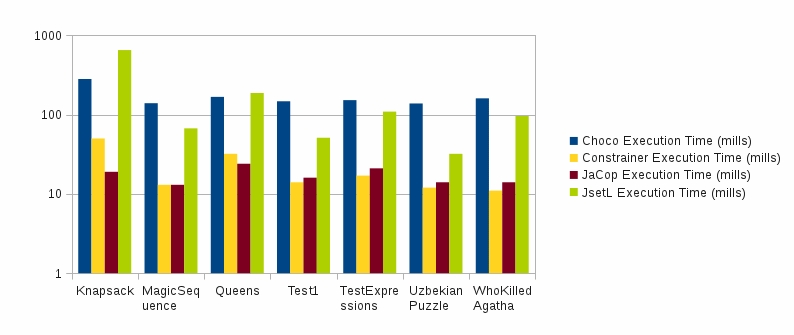 1000
100
10
1
Knapsack
MagicSeq
uence
Queens
Test1
TestExpre
ssions
Uzbekian
Puzzle
WhoKilled
Agatha
Choco Execution Time (mills)
Constrainer Execution Time (mills)
JaCop Execution Time (mills)
JsetL Execution Time (mills)